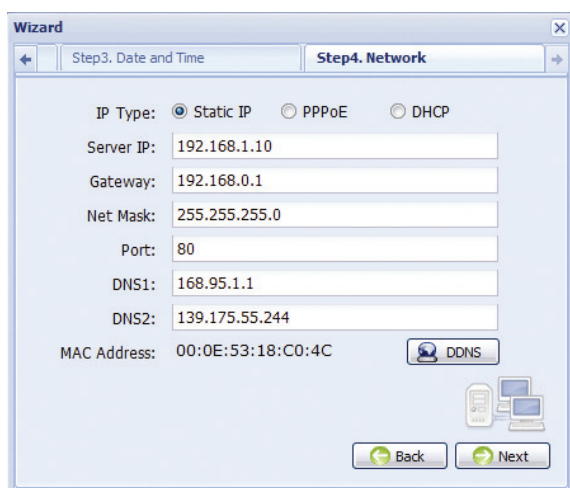 Wizard
Step3. Date and Time Step4. Network
IP Type: Static IP PPPoE DHCP
Server IP: 192.168.1.10
Gateway: 192.168.0.1
Net Mask: 255.255.255.0
Port: 80
DNS1: 168.95.1.1
DNS2: 139.175.55.244
MAC Address: 00:0E:53:18:C0:4C DDNS
Back Next